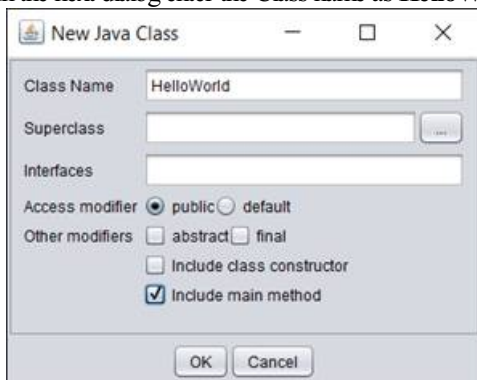 New Java Class
Class Name HelloWorld
Superclass ...
Interfaces
Access modifier public default
Other modifiers abstract final
Include class constructor
Include main method
OK Cancel